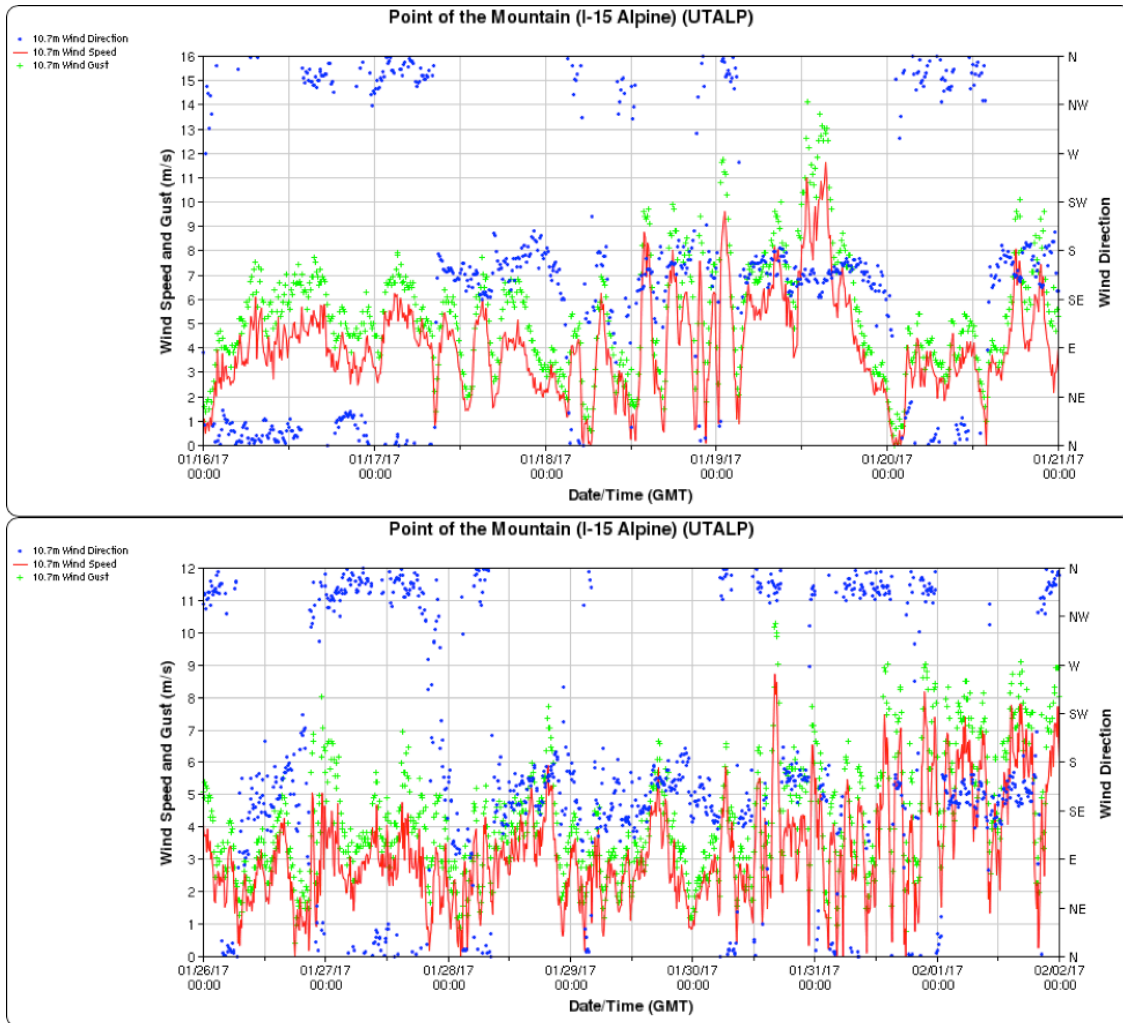 Point of the Mountain (I-15 Alpine) (UTALP)
10.7m Wind Direction
10.7m Wind Speed
10.7m Wind Gust
16 N
15
14 NW
13
12 W
11
10 SW
9
8 S
7
6 SE
5
4 E
3
2 NE
1
0 N
Wind Speed and Gust (m/s)
Wind Direction
01/16/17 01/17/17 01/18/17 01/19/17 01/20/17 01/21/17
00:00 00:00 00:00 00:00 00:00 00:00
Date/Time (GMT)
Point of the Mountain (I-15 Alpine) (UTALP)
10.7m Wind Direction
10.7m Wind Speed
10.7m Wind Gust
12 N
11
NW
10
9 W
8
SW
7
6 S
5
SE
4
3 E
2
NE
1
0 N
Wind Speed and Gust (m/s)
Wind Direction
01/26/17 01/27/17 01/28/17 01/29/17 01/30/17 01/31/17 02/01/17 02/02/17
00:00 00:00 00:00 00:00 00:00 00:00 00:00 00:00
Date/Time (GMT)